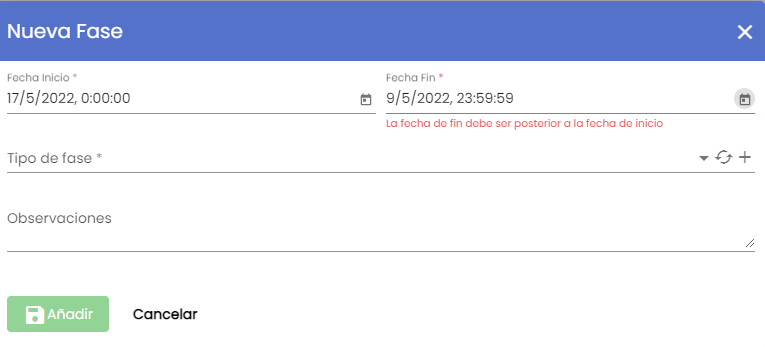 Nueva Fase
Fecha Inicio *
Fecha Fin *
17/5/2022, 0:00:00
9/5/2022, 23:59:59
La fecha de fin debe ser posterior a la fecha de inicio
Tipo de fase *
Observaciones
Añadir
Cancelar